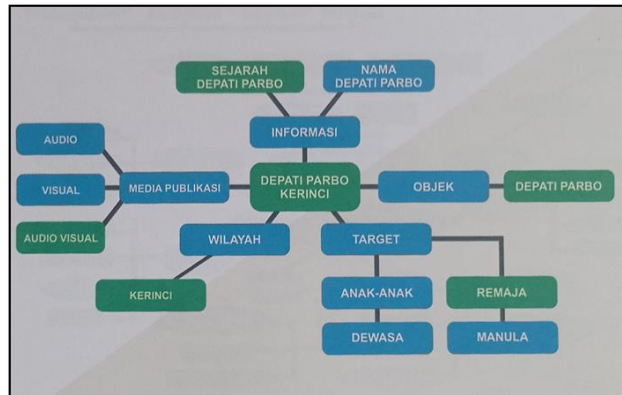 SEJARAH
DEPATI PARBO
NAMA
DEPATI PARBO
INFORMASI
AUDIO
VISUAL
AUDIO VISUAL
MEDIA PUBLIKASI
DEPATI PARBO
KERINCI
OBJEK
DEPATI PARBO
WILAYAH
KERINCI
TARGET
ANAK-ANAK
DEWASA
REMAJA
MANULA